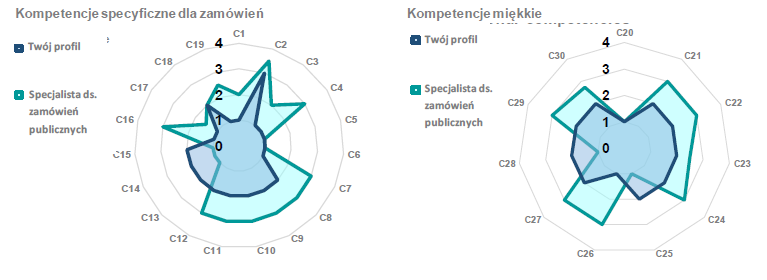 Kompetencje specyficzne dla zamówień
Twój profil
Specjalista ds.
zamówień
publicznych
C1
C2
C3
C4
C5
C6
C7
C8
C9
C10
C11
C12
C13
C14
C15
C16
C17
C18
C19
4
3
2
1
0
Kompetencje miękkie
Twój profil
Specjalista ds.
zamówień
publicznych
C20
C21
C22
C23
C24
C25
C26
C27
C28
C29
C30
4
3
2
1
0